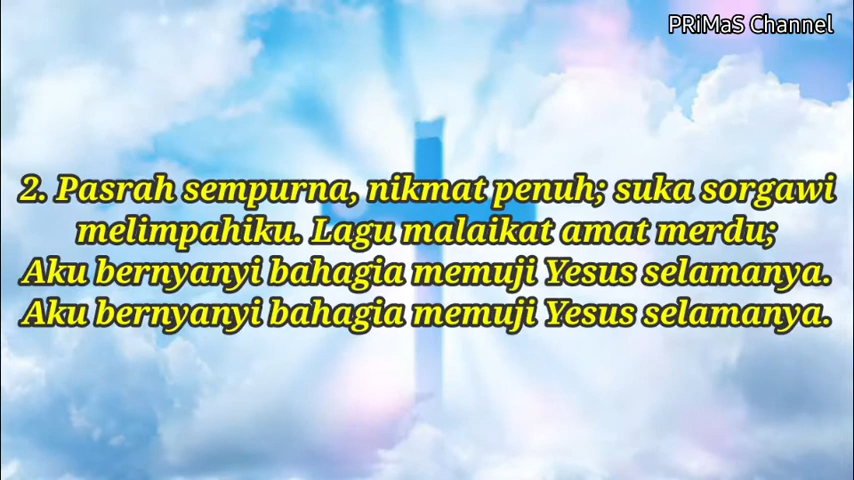 PRiMaS Channel
2. Pasrah sempurna, nikmat penuh; suka sorgawi
melimpahiku. Lagu malaikat amat merdu;
Aku bernyanyi bahagia memuji Yesus selamanya.
Aku bernyanyi bahagia memuji Yesus selamanya.